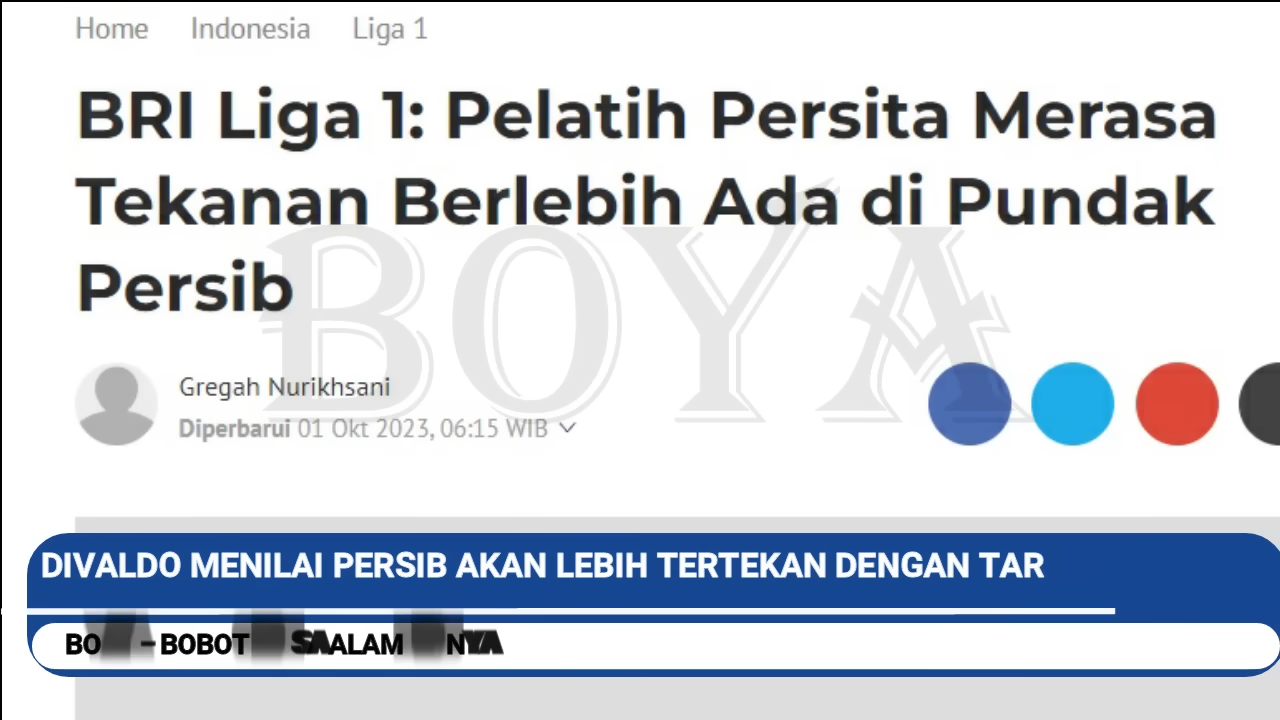 Home Indonesia Liga 1
BRI Liga 1: Pelatih Persita Merasa
Tekanan Berlebih Ada di Pundak
Persib
BOYA
Gregah Nurikhsani
Diperbarui 01 Okt 2023, 06:15 WIB
DIVALDO MENILAI PERSIB AKAN LEBIH TERTEKAN DENGAN TAR